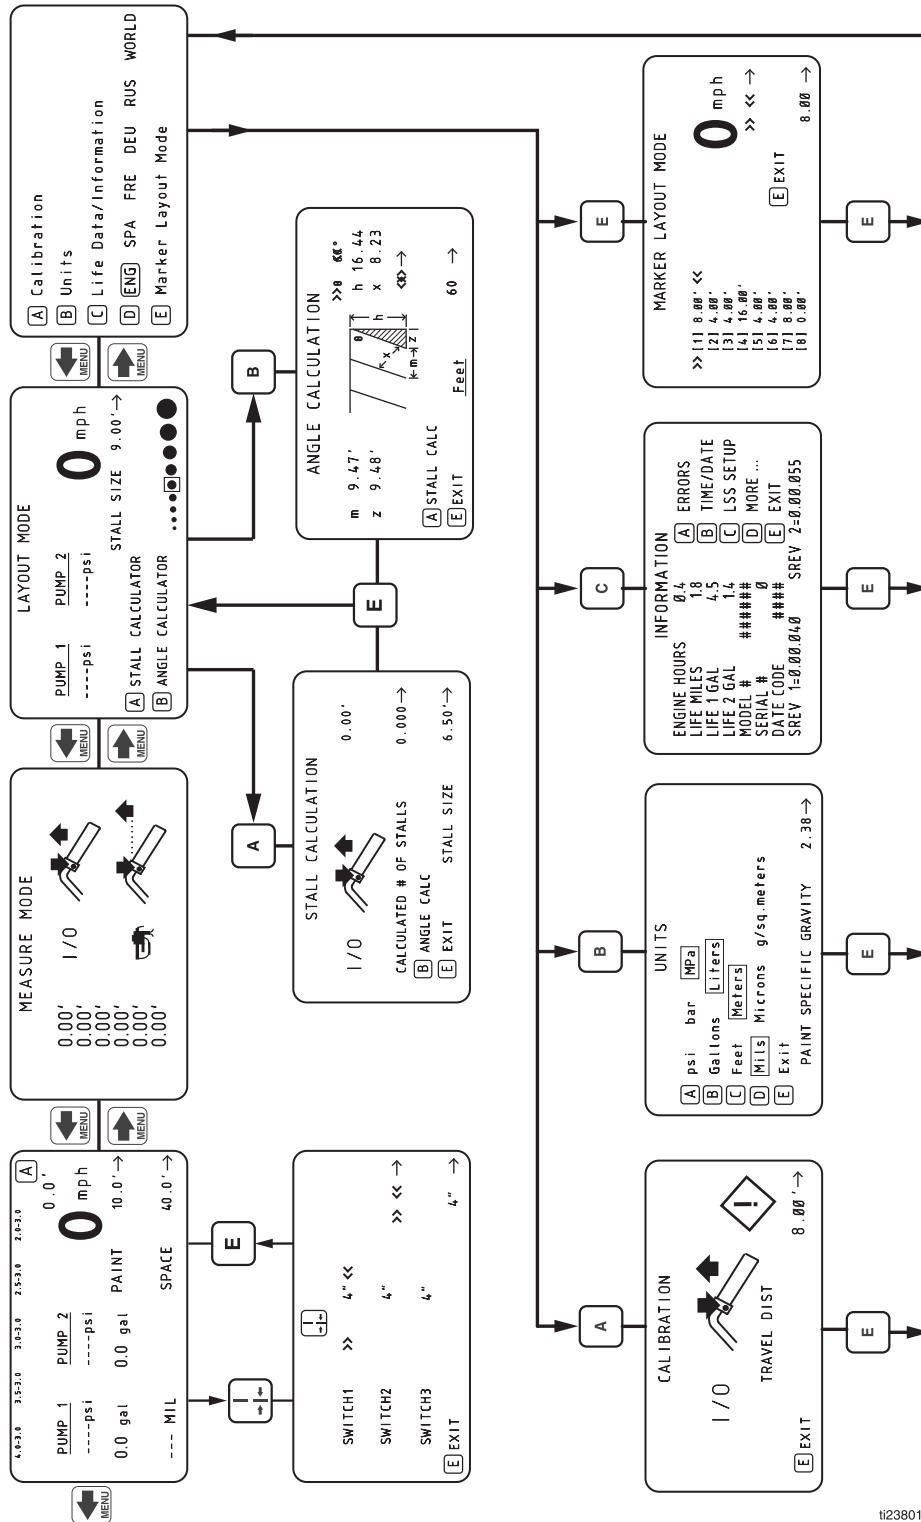 4.0-3.0 3.5-3.0 3.0-3.0 2.5-3.0 2.0-3.0
A
0.0'
PUMP 1 PUMP 2
----psi ----psi
0 mph
0.0 gal 0.0 gal PAINT 10.0'→
--- MIL SPACE 40.0'→
MENU
MENU
MENU
MEASURE MODE
0.00'
0.00'
0.00'
0.00'
0.00'
0.00'
I/O
MENU
MENU
LAYOUT MODE
PUMP 1 PUMP 2
----psi ----psi
0 mph
STALL SIZE 9.00'→
A STALL CALCULATOR
B ANGLE CALCULATOR
MENU
MENU
A Calibration
B Units
C Life Data/Information
D ENG SPA FRE DEU RUS WORLD
E Marker Layout Mode
E
SWITCH1 >> 4" <<
SWITCH2 4" >> << →
SWITCH3 4"
E EXIT 4" →
A
STALL CALCULATION
I/O 0.00'
CALCULATED # OF STALLS 0.000→
B ANGLE CALC
E EXIT STALL SIZE 6.50'→
E
B
ANGLE CALCULATION
m 9.47'
z 9.48'
θ
h
x
m
z
h 16.44
x 8.23
A STALL CALC
E EXIT Feet 60 →
A
CALIBRATION
I/O
!
TRAVEL DIST 8.00'→
E EXIT
E
B
UNITS
A psi bar MPa
B Gallons Liters
C Feet Meters
D Mils Microns g/sq.meters
E Exit
PAINT SPECIFIC GRAVITY 2.38→
E
C
INFORMATION
ENGINE HOURS 0.4 A ERRORS
LIFE MILES 1.8 B TIME/DATE
LIFE 1 GAL 4.5 C LSS SETUP
LIFE 2 GAL 1.4 D MORE ...
MODEL # ######
SERIAL # 0 E EXIT
DATE CODE ####
SREV 1=0.00.040 SREV 2=0.00.055
E
E
MARKER LAYOUT MODE
>> [1] 8.00' <<
[2] 4.00'
[3] 4.00'
[4] 16.00'
[5] 4.00'
[6] 4.00'
[7] 8.00'
[8] 0.00'
0 mph
>> << →
E EXIT
8.00 →
E
ti23801